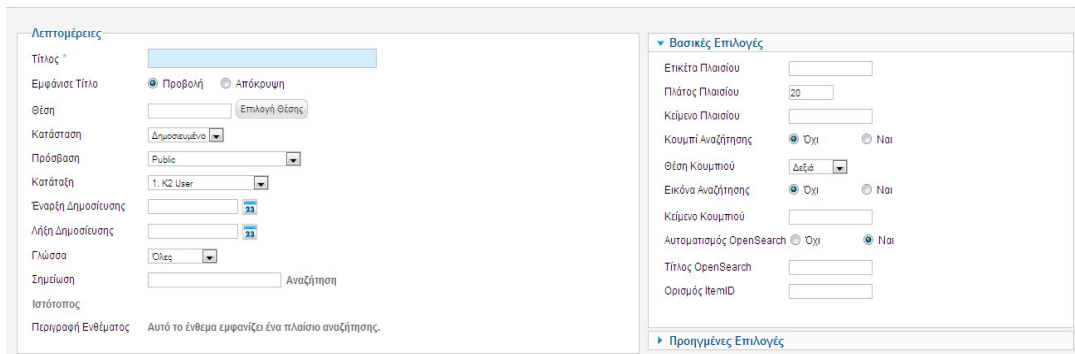 Λεπτομέρειες
Τίτλος *
Εμφάνισε Τίτλο Προβολή Απόκρυψη
Θέση Επιλογή Θέσης
Κατάσταση Δημοσιευμένο
Πρόσβαση Public
Κατάταξη 1. K2 User
Έναρξη Δημοσίευσης 23
Λήξη Δημοσίευσης 23
Γλώσσα Όλες
Σημείωση Αναζήτηση
Ιστότοπος
Περιγραφή Ενθέματος Αυτό το ένθεμα εμφανίζει ένα πλαίσιο αναζήτησης.
Βασικές Επιλογές
Ετικέτα Πλαισίου
Πλάτος Πλαισίου 20
Κείμενο Πλαισίου
Κουμπί Αναζήτησης Όχι Ναι
Θέση Κουμπιού Δεξιά
Εικόνα Αναζήτησης Όχι Ναι
Κείμενο Κουμπιού
Αυτοματισμός OpenSearch Όχι Ναι
Τίτλος OpenSearch
Ορισμός ItemID
Προηγμένες Επιλογές